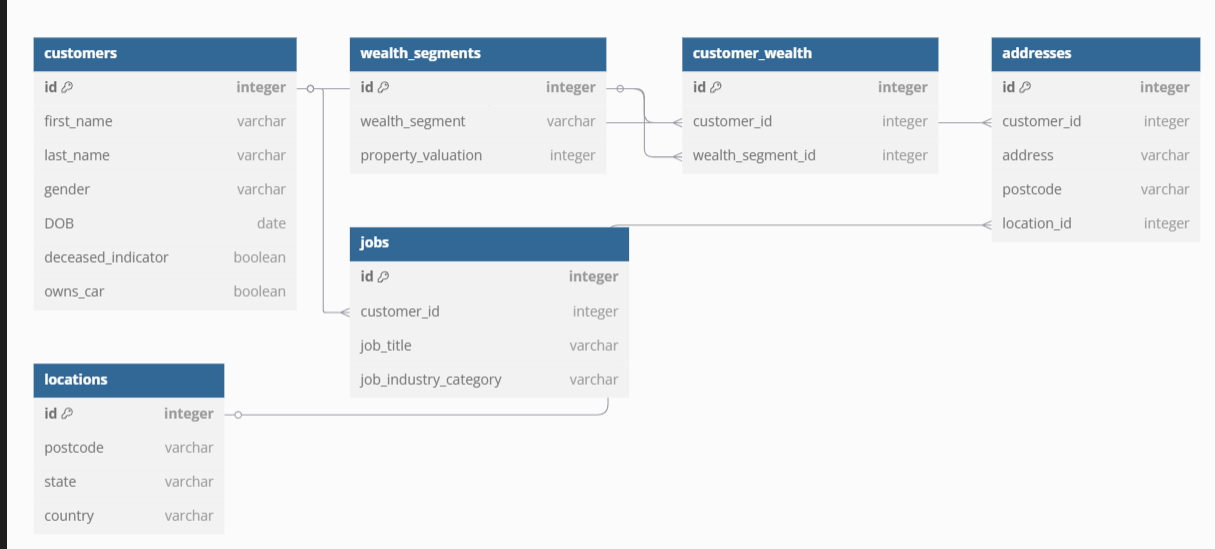 customers
id integer
first_name varchar
last_name varchar
gender varchar
DOB date
deceased_indicator boolean
owns_car boolean
wealth_segments
id integer
wealth_segment varchar
property_valuation integer
customer_wealth
id integer
customer_id integer
wealth_segment_id integer
addresses
id integer
customer_id integer
address varchar
postcode varchar
location_id integer
jobs
id integer
customer_id integer
job_title varchar
job_industry_category varchar
locations
id integer
postcode varchar
state varchar
country varchar